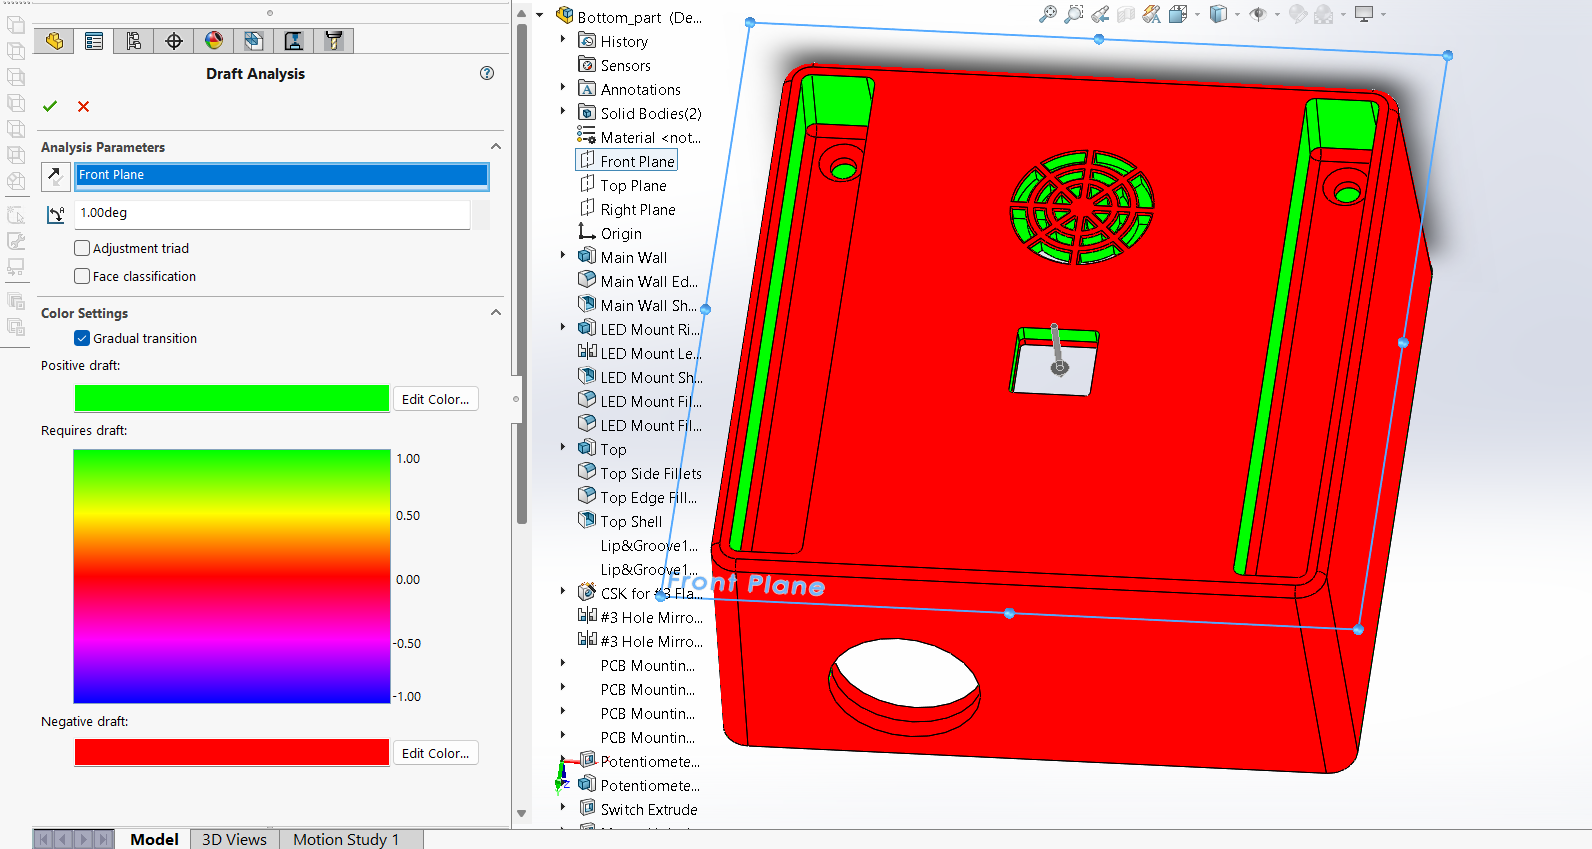 Draft Analysis
Analysis Parameters
Front Plane
1.00deg
Adjustment triad
Face classification
Color Settings
Gradual transition
Positive draft:
Edit Color...
Requires draft:
1.00
0.50
0.00
-0.50
-1.00
Negative draft:
Edit Color...
Bottom_part (De...
History
Sensors
Annotations
Solid Bodies(2)
Material <not...
Front Plane
Top Plane
Right Plane
Origin
Main Wall
Main Wall Ed...
Main Wall Sh...
LED Mount Ri...
LED Mount Le...
LED Mount Sh...
LED Mount Fil...
LED Mount Fil...
Top
Top Side Fillets
Top Edge Fill...
Top Shell
Lip&Groove1...
Lip&Groove1...
CSK for #3 Fla...
#3 Hole Mirro...
#3 Hole Mirro...
PCB Mountin...
PCB Mountin...
PCB Mountin...
PCB Mountin...
Potentiomete...
Potentiomete...
Switch Extrude
Front Plane
Z
Model
3D Views
Motion Study 1